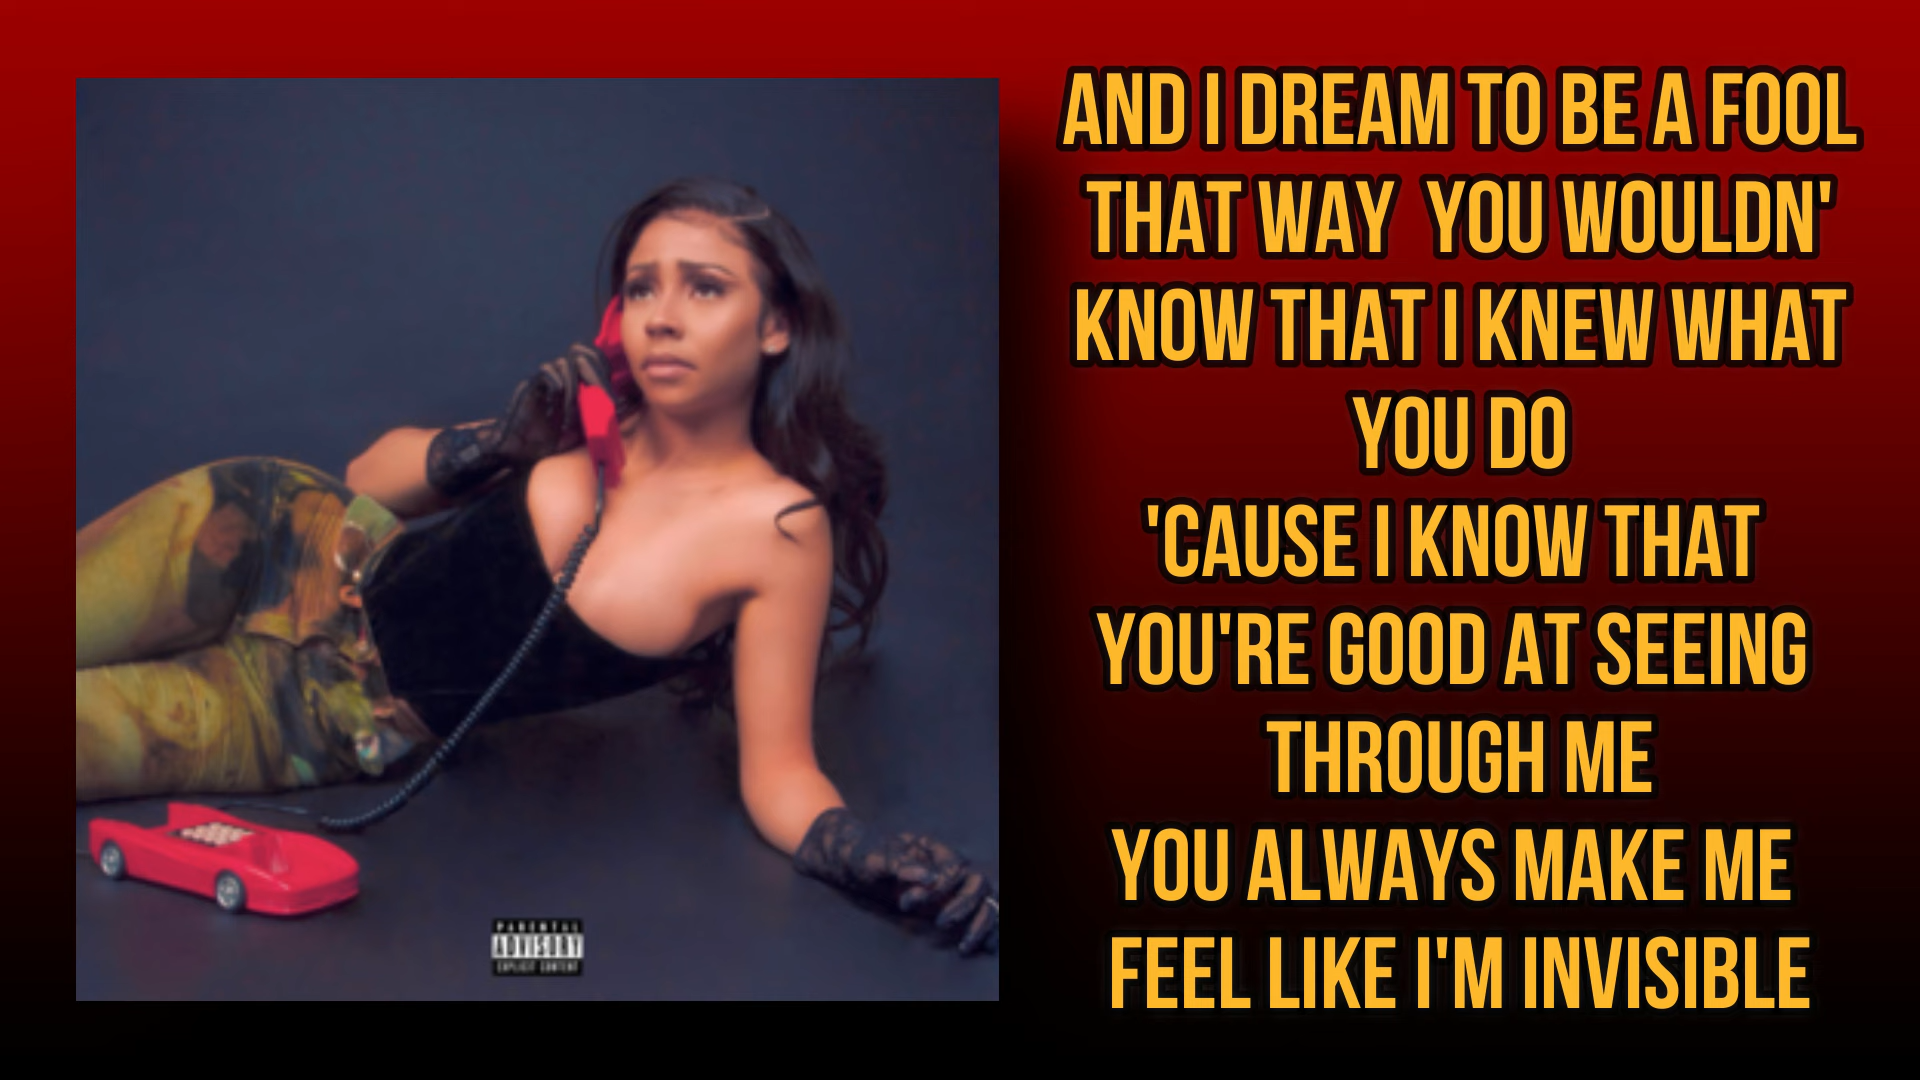 AND I DREAM TO BE A FOOL
THAT WAY YOU WOULDN'
KNOW THAT I KNEW WHAT
YOU DO
'CAUSE I KNOW THAT
YOU'RE GOOD AT SEEING
THROUGH ME
YOU ALWAYS MAKE ME
FEEL LIKE I'M INVISIBLE
PARENTAL
ADVISORY
EXPLICIT CONTENT